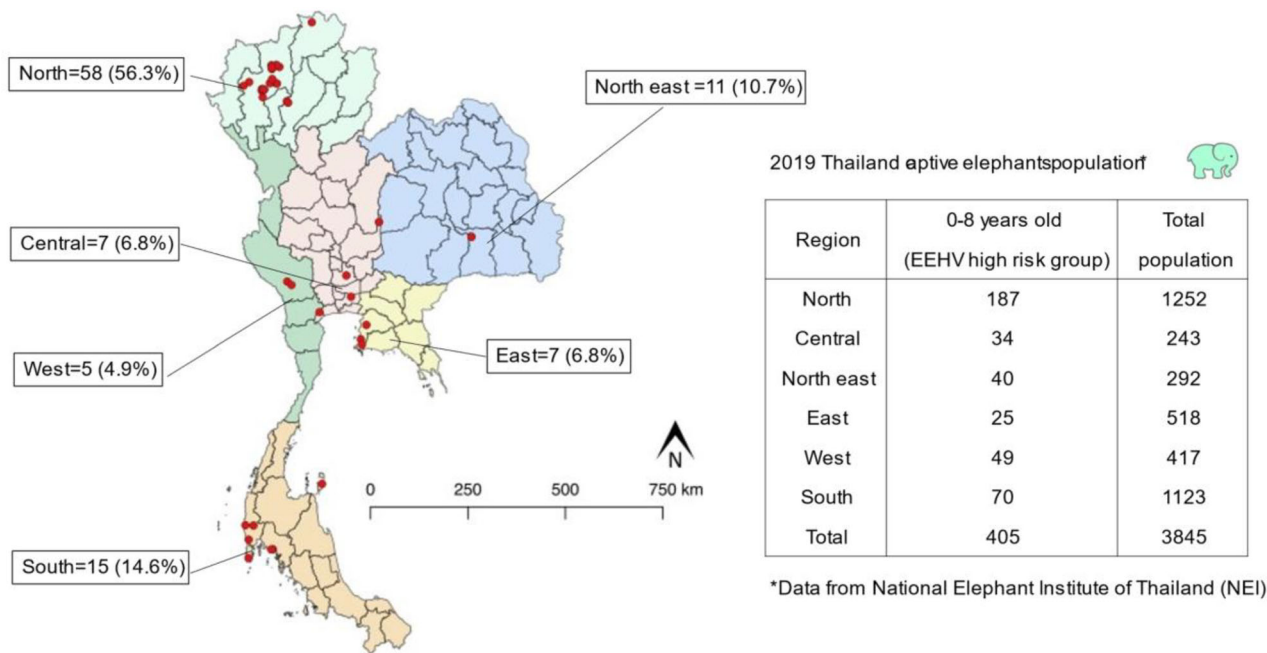 North=58 (56.3%)
North east =11 (10.7%)
Central=7 (6.8%)
West=5 (4.9%)
East=7 (6.8%)
South=15 (14.6%)
N
0 250 500 750 km
2019 Thailand aptive elephantspopulation*
Region 0-8 years old (EEHV high risk group) Total population
North 187 1252
Central 34 243
North east 40 292
East 25 518
West 49 417
South 70 1123
Total 405 3845
*Data from National Elephant Institute of Thailand (NEI)